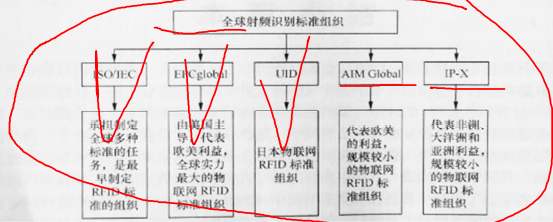 全球射频识别标准组织
ISO/IEC
EPCglobal
UID
AIM Global
IP-X
承担制定
全球多种
标准的任
务，是最
早制定
RFID 标
准的组织
由美国主
导，代表
欧美利益，
全球实力
最大的物
联网 RFID
标准组织
日本物联网
RFID 标准
组织
代表欧美
的利益，
规模较小
的物联网
RFID 标准
组织
代表非洲、
大洋洲和
亚洲利益，
规模较小
的物联网
RFID 标准
组织